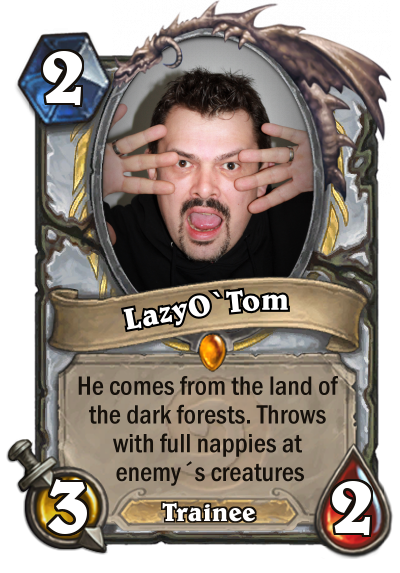 2
LazyO`Tom
He comes from the land of
the dark forests. Throws
with full nappies at
enemy´s creatures
3
Trainee
2